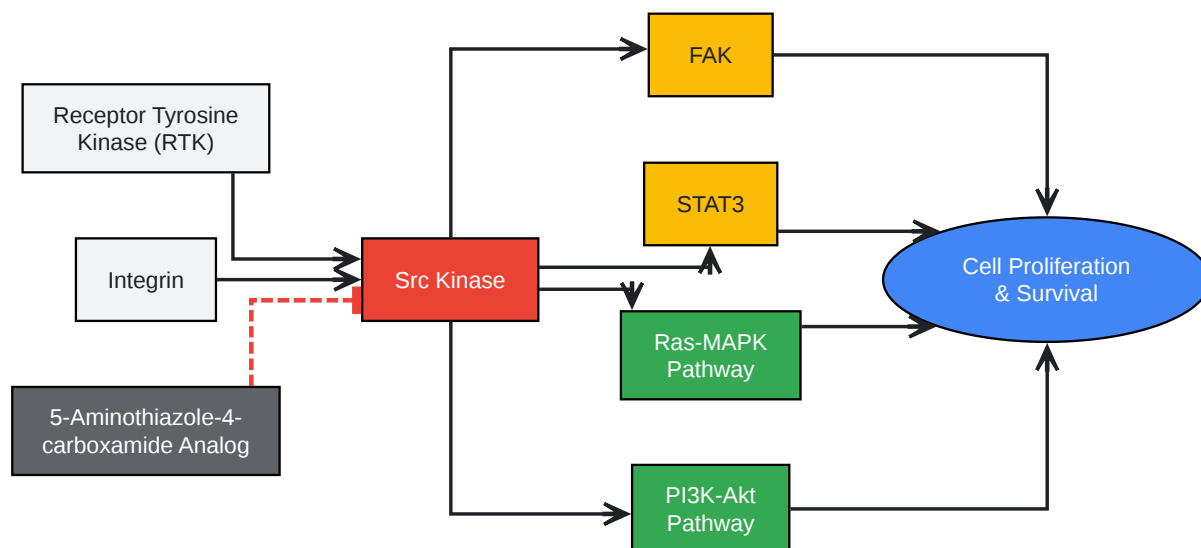 FAK
Receptor Tyrosine
Kinase (RTK)
STAT3
Integrin
Src Kinase
Cell Proliferation
& Survival
Ras-MAPK
Pathway
5-Aminothiazole-4-
carboxamide Analog
PI3K-Akt
Pathway